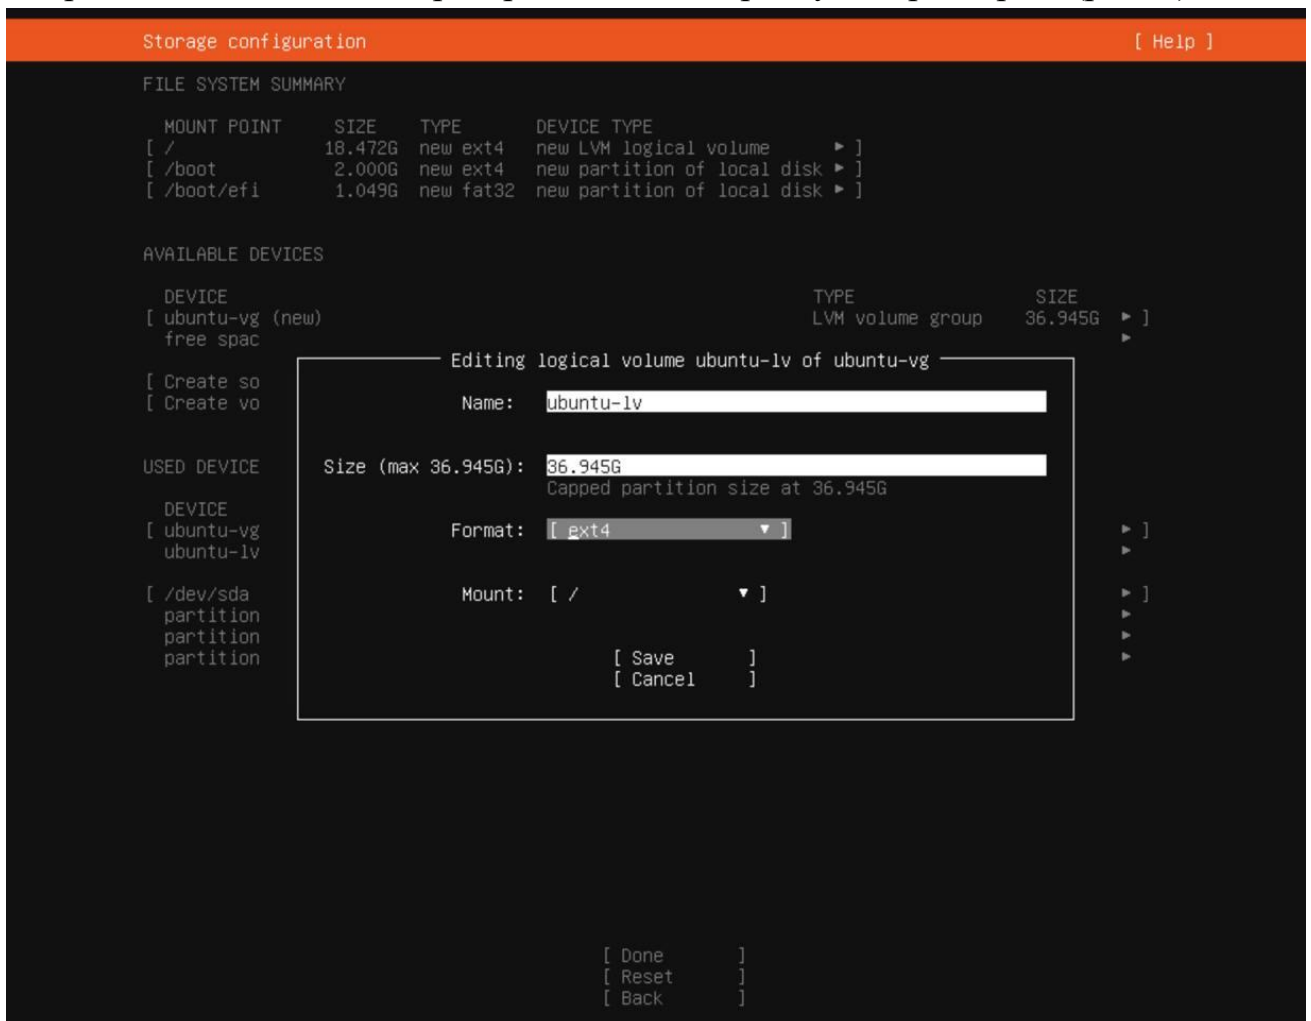 Storage configuration [ Help ]
FILE SYSTEM SUMMARY
MOUNT POINT SIZE TYPE DEVICE TYPE
[ / 18.472G new ext4 new LVM logical volume ▸ ]
[ /boot 2.000G new ext4 new partition of local disk ▸ ]
[ /boot/efi 1.049G new fat32 new partition of local disk ▸ ]
AVAILABLE DEVICES
DEVICE TYPE SIZE
[ ubuntu-vg (new) LVM volume group 36.945G ▸ ]
free spac ▸
Editing logical volume ubuntu-lv of ubuntu-vg
[ Create so
[ Create vo
Name: ubuntu-lv
USED DEVICE
Size (max 36.945G): 36.945G
Capped partition size at 36.945G
DEVICE
[ ubuntu-vg ▸ ]
Format: [ ext4 ▾ ]
ubuntu-lv ▸
[ /dev/sda ▸ ]
Mount: [ / ▾ ]
partition ▸
partition ▸
partition ▸
[ Save ]
[ Cancel ]
[ Done ]
[ Reset ]
[ Back ]